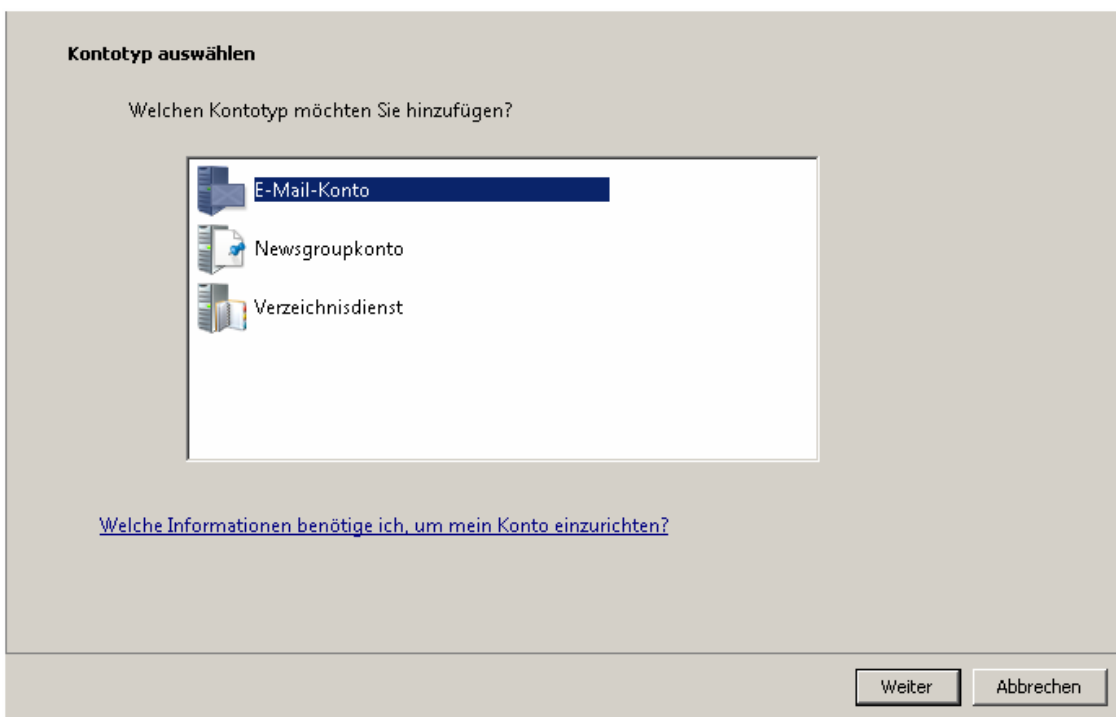 Kontotyp auswählen
Welchen Kontotyp möchten Sie hinzufügen?
E-Mail-Konto
Newsgroupkonto
Verzeichnisdienst
Welche Informationen benötige ich, um mein Konto einzurichten?
Weiter Abbrechen